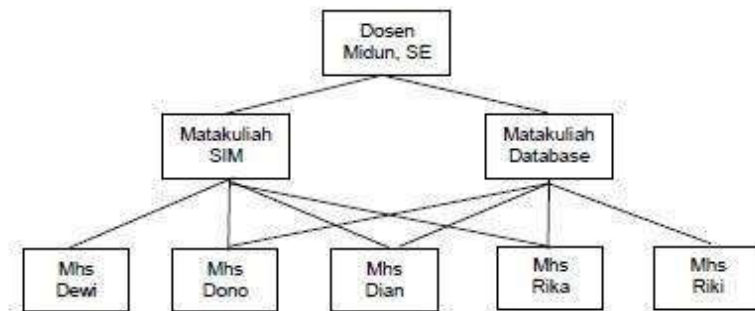 Dosen
Midun, SE
Matakuliah
SIM
Matakuliah
Database
Mhs
Dewi
Mhs
Dono
Mhs
Dian
Mhs
Rika
Mhs
Riki